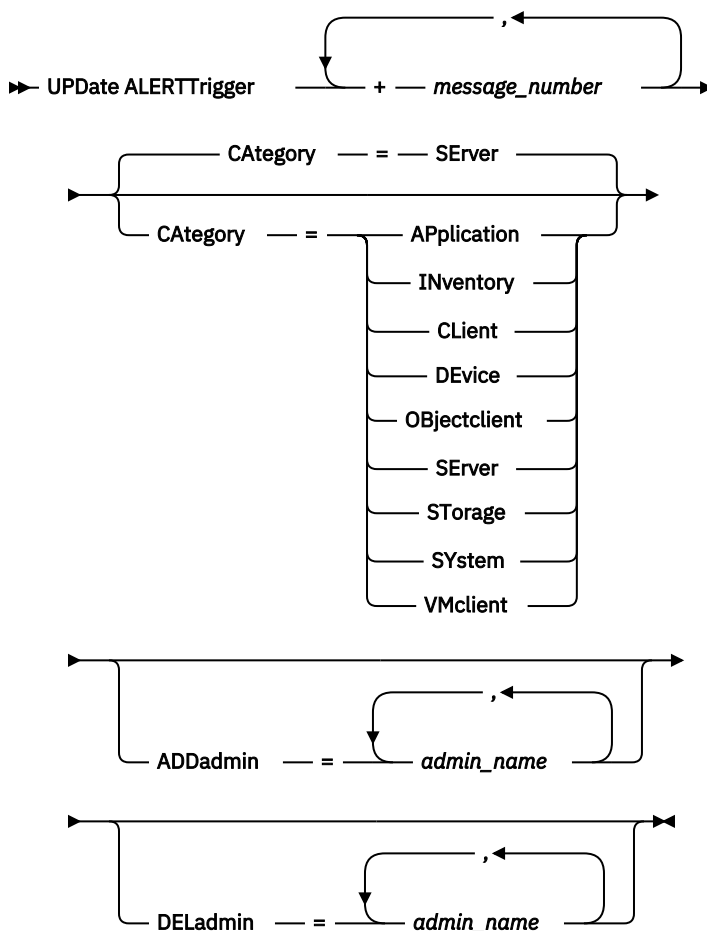 ,
UPDate ALERTTrigger + message_number
CAtegory = SErver
CAtegory = APplication
INventory
CLient
DEvice
OBjectclient
SErver
STorage
SYstem
VMclient
,
ADDadmin = admin_name
,
DELadmin = admin_name